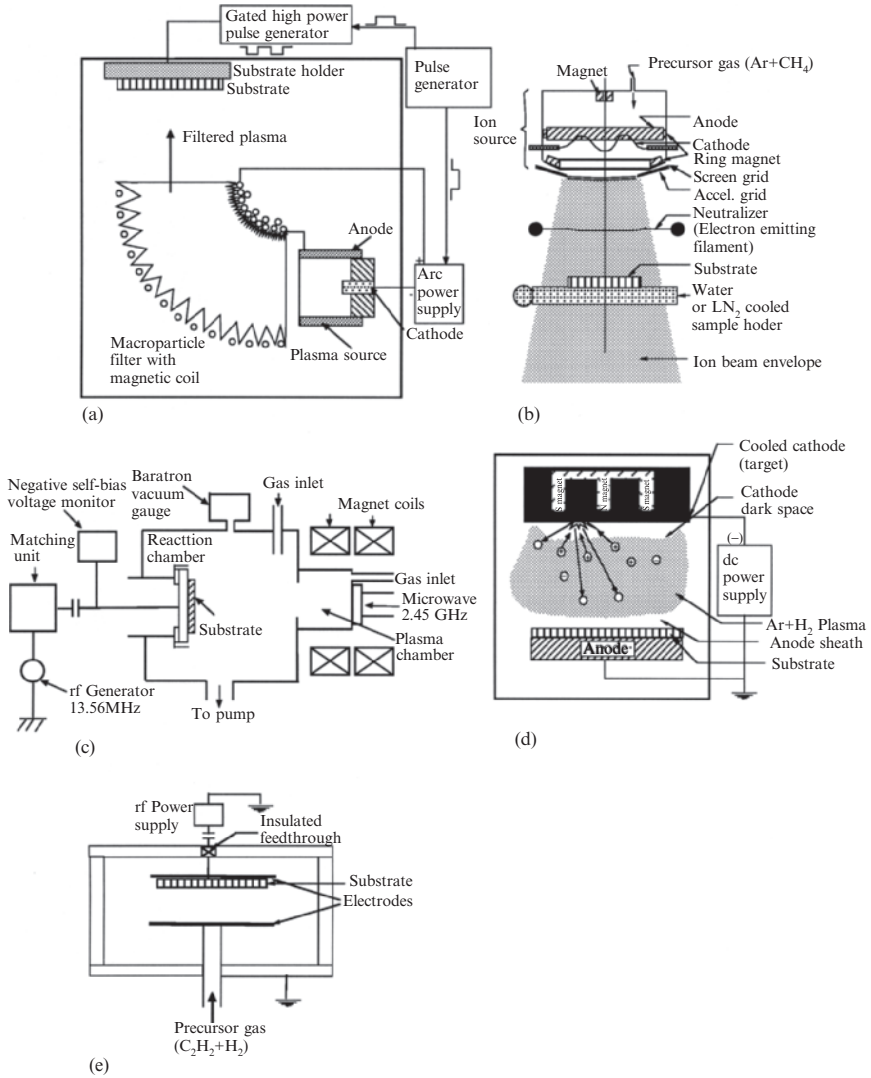 Gated high power
pulse generator
Substrate holder
Substrate
Pulse
generator
Filtered plasma
Anode
+
Arc
power
supply
-
Cathode
Plasma source
Macroparticle
filter with
magnetic coil
(a)
Precursor gas (Ar+CH₄)
Magnet
Ion
source
Anode
Cathode
Ring magnet
Screen grid
Accel. grid
Neutralizer
(Electron emitting
filament)
Substrate
Water
or LN₂ cooled
sample hoder
Ion beam envelope
(b)
Negative self-bias
voltage monitor
Baratron
vacuum
gauge
Gas inlet
Magnet coils
Matching
unit
Reacttion
chamber
Gas inlet
Microwave
2.45 GHz
Substrate
Plasma
chamber
rf Generator
13.56MHz
To pump
(c)
Cooled cathode
(target)
S magnet
N magnet
S magnet
Cathode
dark space
(−)
dc
power
supply
Ar+H₂ Plasma
Anode sheath
Anode
Substrate
(d)
rf Power
supply
Insulated
feedthrough
Substrate
Electrodes
Precursor gas
(C₂H₂+H₂)
(e)